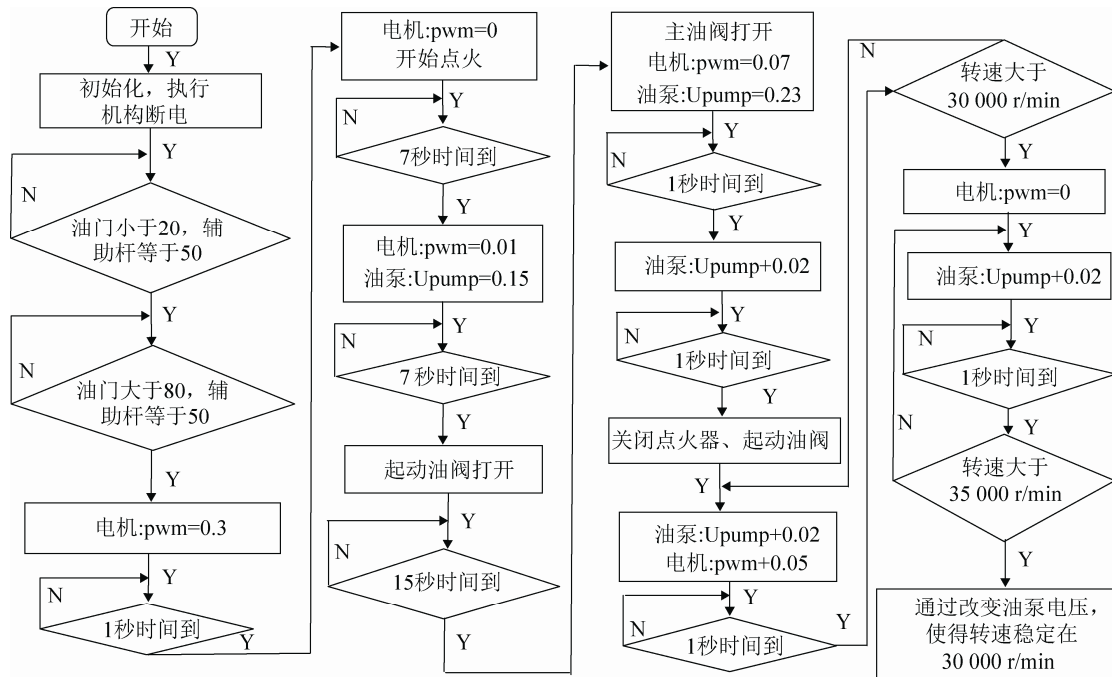 开始
Y
初始化，执行
机构断电
Y
N
油门小于20，辅
助杆等于50
Y
N
油门大于80，辅
助杆等于50
Y
电机:pwm=0.3
Y
N
1秒时间到
Y
电机:pwm=0
开始点火
Y
N
7秒时间到
Y
电机:pwm=0.01
油泵:Upump=0.15
Y
N
7 秒时间到
Y
起动油阀打开
Y
N
15秒时间到
Y
主油阀打开
电机:pwm=0.07
油泵:Upump=0.23
Y
N
1秒时间到
Y
油泵:Upump+0.02
Y
N
1秒时间到
Y
关闭点火器、起动油阀
Y
油泵:Upump+0.02
电机:pwm+0.05
Y
N
1秒时间到
Y
N
转速大于
30 000 r/min
Y
电机:pwm=0
Y
油泵:Upump+0.02
Y
N
1秒时间到
Y
N
转速大于
35 000 r/min
Y
通过改变油泵电压，
使得转速稳定在
30 000 r/min